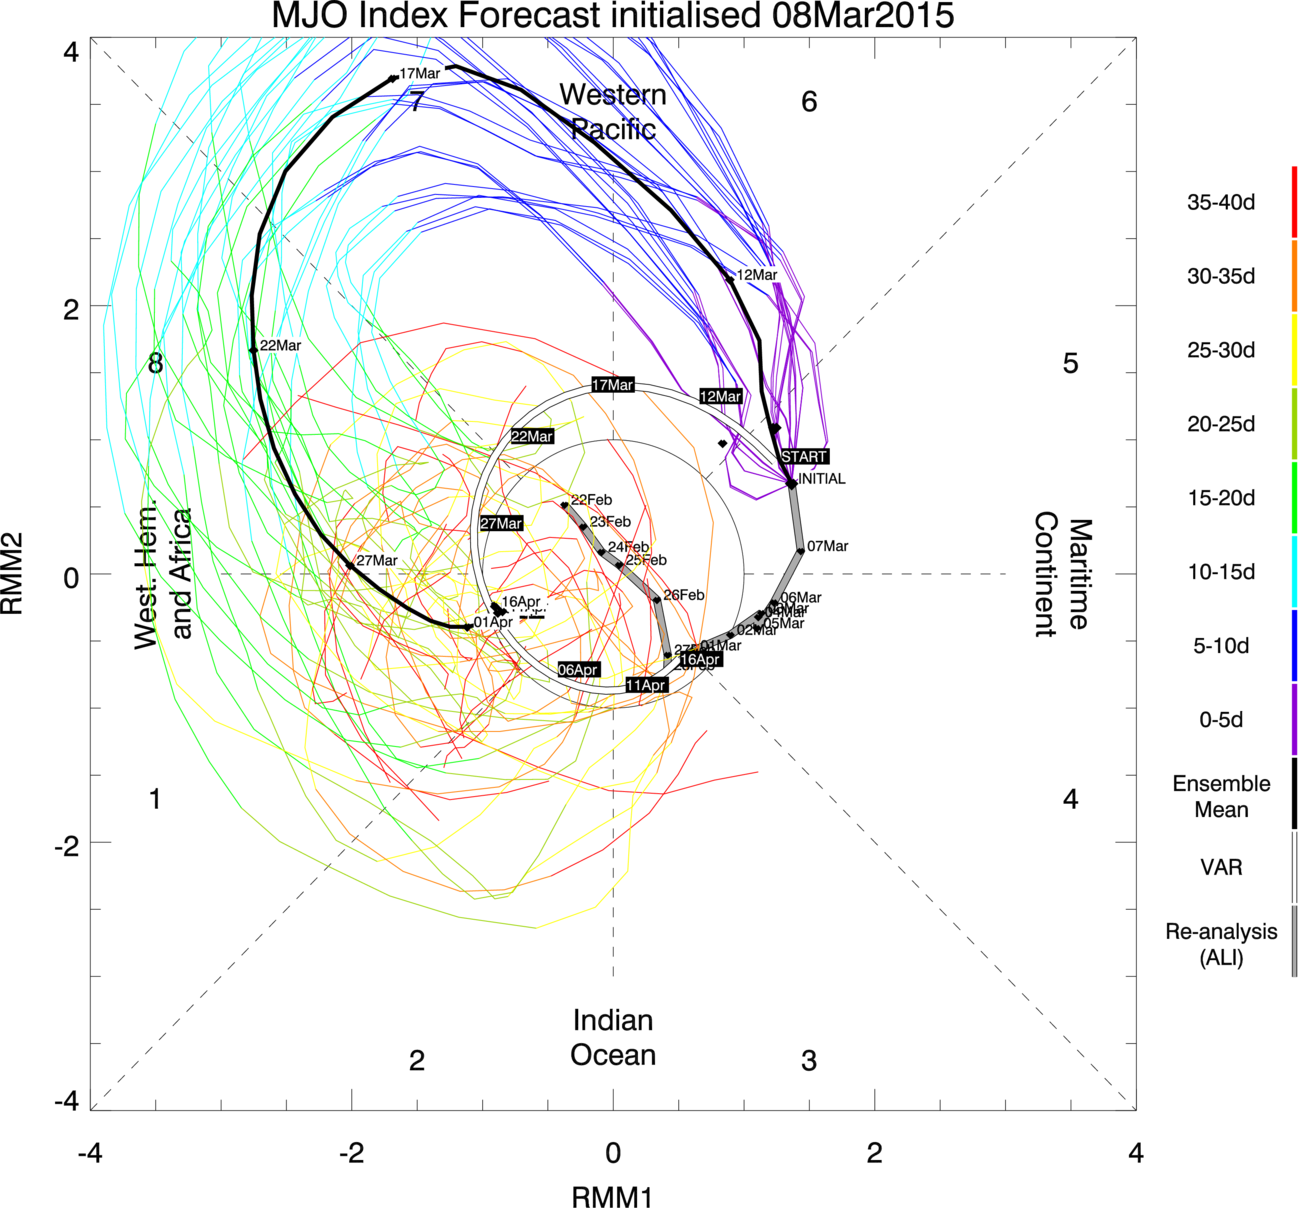 MJO Index Forecast initialised 08Mar2015
4
17Mar
7
Western
Pacific
6
12Mar
35-40d
30-35d
2
22Mar
8
5
25-30d
17Mar
12Mar
20-25d
22Mar
START
INITIAL
15-20d
22Feb
27Mar
23Feb
24Feb
07Mar
25Feb
27Mar
RMM2
0
West. Hem.
and Africa
Maritime
Continent
10-15d
26Feb
06Mar
16Apr
01Apr
05Mar
02Mar
01Mar
5-10d
16Apr
06Apr
11Apr
0-5d
1
4
Ensemble
Mean
-2
VAR
Re-analysis
(ALI)
Indian
Ocean
2
3
-4
-4
-2
0
2
4
RMM1